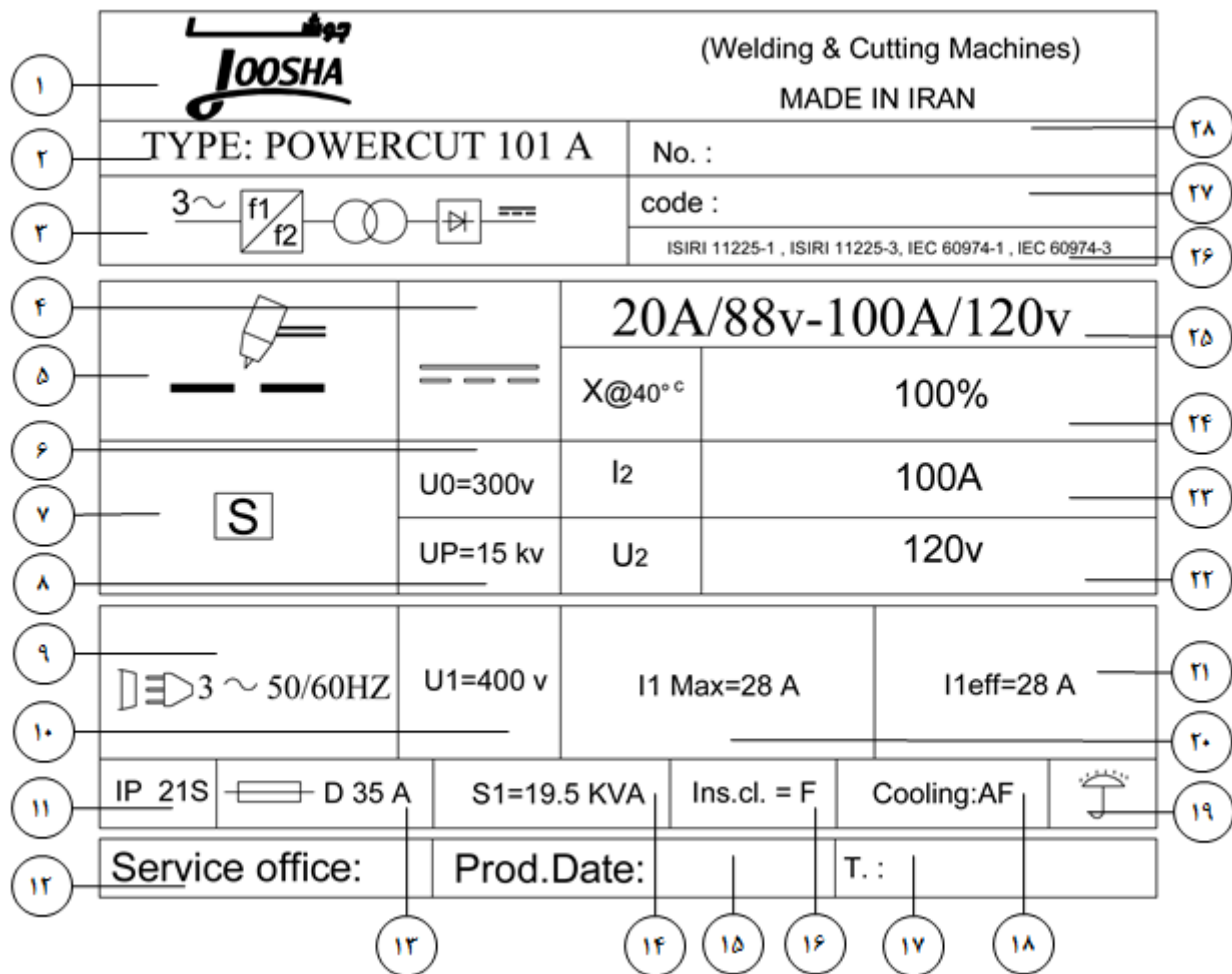 جوشا
JOOSHA
(Welding & Cutting Machines)
MADE IN IRAN
۱
۲۸
TYPE: POWERCUT 101 A
No. :
۲
3~ f1/f2
code :
۲۷
۳
ISIRI 11225-1 , ISIRI 11225-3, IEC 60974-1 , IEC 60974-3
۲۶
۴
20A/88v-100A/120v
۲۵
۵
X@40°c
100%
۲۴
۶
U0=300v
I2
100A
۲۳
۷
S
UP=15 kv
U2
120v
۸
۲۲
۹
3 ~ 50/60HZ
U1=400 v
I1 Max=28 A
I1eff=28 A
۲۱
۱۰
۲۰
IP 21S
D 35 A
S1=19.5 KVA
Ins.cl. = F
Cooling:AF
۱۱
۱۹
Service office:
Prod.Date:
T. :
۱۲
۱۳
۱۴
۱۵
۱۶
۱۷
۱۸